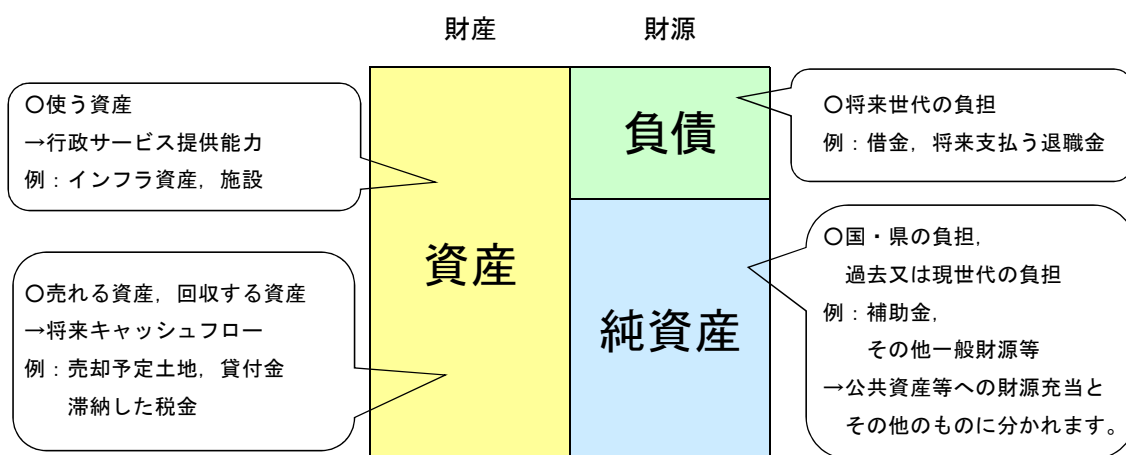 財産
財源
〇使う資産
→行政サービス提供能力
例：インフラ資産，施設
〇売れる資産，回収する資産
→将来キャッシュフロー
例：売却予定土地，貸付金
滞納した税金
資産
負債
純資産
〇将来世代の負担
例：借金，将来支払う退職金
〇国・県の負担，
過去又は現世代の負担
例：補助金，
その他一般財源等
→公共資産等への財源充当と
その他のものに分かれます。